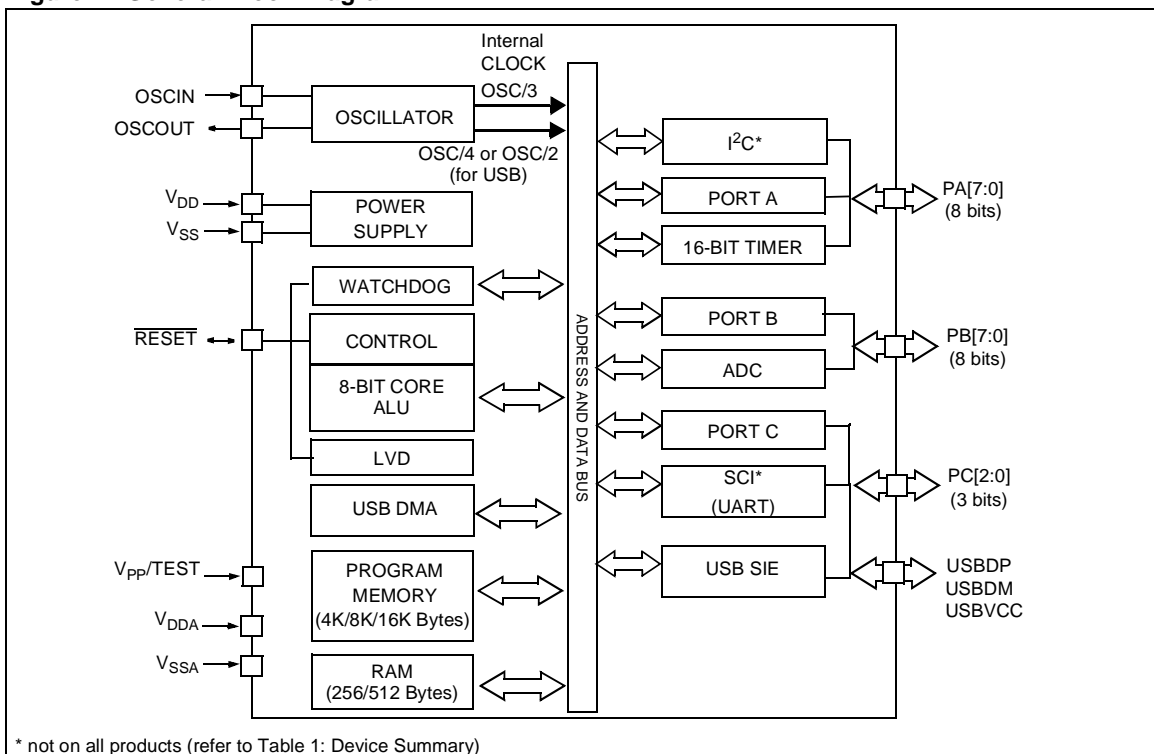 Internal
CLOCK
OSC/3
OSCIN
OSCOUT
OSCILLATOR
OSC/4 or OSC/2
(for USB)
VDD
VSS
POWER
SUPPLY
WATCHDOG
RESET
CONTROL
8-BIT CORE
ALU
LVD
USB DMA
VPP/TEST
VDDA
VSSA
PROGRAM
MEMORY
(4K/8K/16K Bytes)
RAM
(256/512 Bytes)
ADDRESS AND DATA BUS
I²C*
PORT A
16-BIT TIMER
PA[7:0]
(8 bits)
PORT B
ADC
PB[7:0]
(8 bits)
PORT C
SCI*
(UART)
PC[2:0]
(3 bits)
USB SIE
USBDP
USBDM
USBVCC
* not on all products (refer to Table 1: Device Summary)